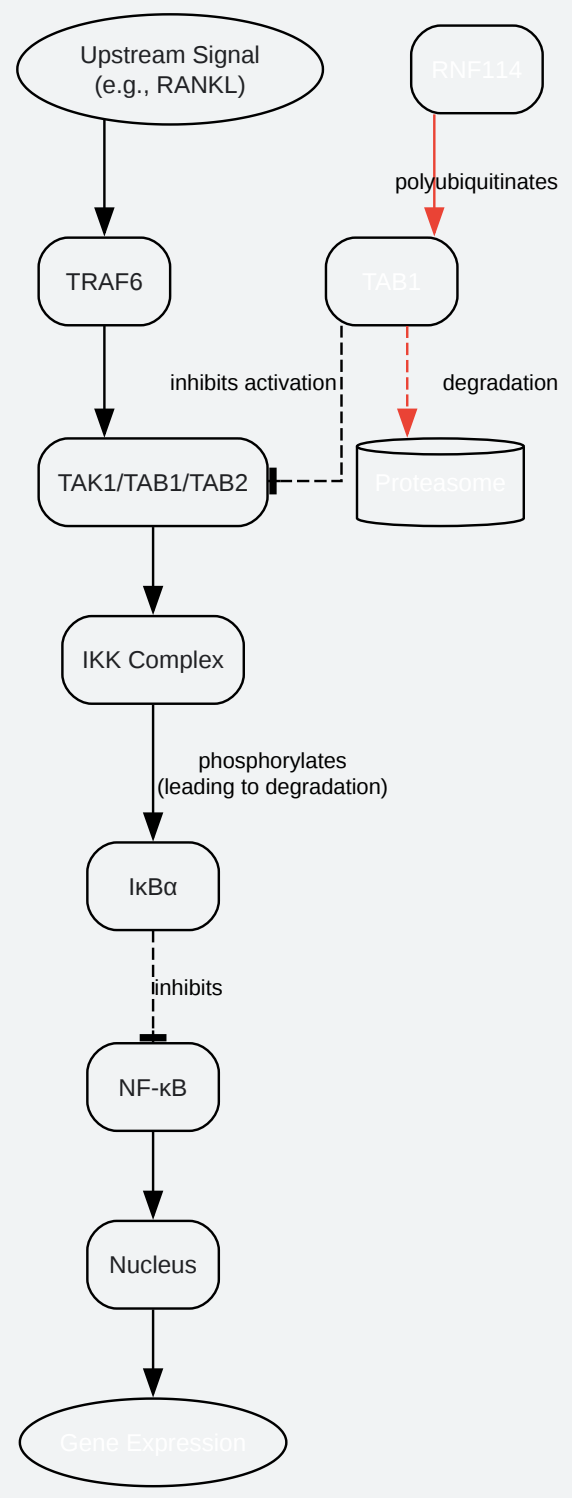 Upstream Signal
(e.g., RANKL)
RNF114
polyubiquitinates
TRAF6
TAB1
inhibits activation
degradation
TAK1/TAB1/TAB2
Proteasome
IKK Complex
phosphorylates
(leading to degradation)
IκBα
inhibits
NF-κB
Nucleus
Gene Expression